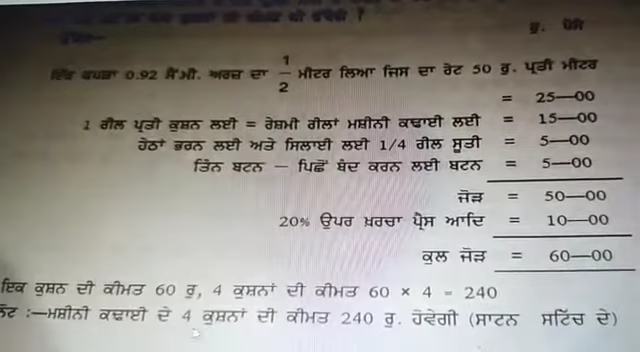 ਰੁ. ਪੈਸੇ
ਇੱਕ ਕਪੜਾ 0.92 ਸੈਂ.ਮੀ. ਅਰਜ਼ ਦਾ 1/2 ਮੀਟਰ ਲਿਆ ਜਿਸ ਦਾ ਰੇਟ 50 ਰੁ. ਪ੍ਰਤੀ ਮੀਟਰ
= 25—00
1 ਰੀਲ ਪ੍ਰਤੀ ਕੁਸ਼ਨ ਲਈ = ਰੇਸ਼ਮੀ ਰੀਲਾਂ ਮਸ਼ੀਨੀ ਕਢਾਈ ਲਈ = 15—00
ਹੇਠਾਂ ਭਰਨ ਲਈ ਅਤੇ ਸਿਲਾਈ ਲਈ 1/4 ਰੀਲ ਸੂਤੀ = 5—00
ਤਿੰਨ ਬਟਨ — ਪਿਛੋਂ ਬੰਦ ਕਰਨ ਲਈ ਬਟਨ = 5—00
ਜੋੜ = 50—00
20% ਉਪਰ ਖ਼ਰਚਾ ਪ੍ਰੈਸ ਆਦਿ = 10—00
ਕੁਲ ਜੋੜ = 60—00
ਇਕ ਕੁਸ਼ਨ ਦੀ ਕੀਮਤ 60 ਰੁ, 4 ਕੁਸ਼ਨਾਂ ਦੀ ਕੀਮਤ 60 × 4 = 240
ਨੋਟ :—ਮਸ਼ੀਨੀ ਕਢਾਈ ਦੇ 4 ਕੁਸ਼ਨਾਂ ਦੀ ਕੀਮਤ 240 ਰੁ. ਹੋਵੇਗੀ (ਸਾਟਨ ਸਟਿੱਚ ਦੇ)